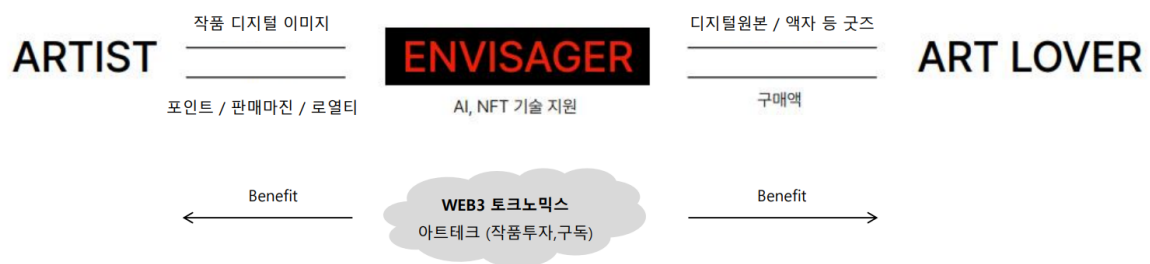 작품 디지털 이미지
디지털원본 / 액자 등 굿즈
ARTIST
ENVISAGER
ART LOVER
포인트 / 판매마진 / 로열티
AI, NFT 기술 지원
구매액
Benefit
WEB3 토크노믹스
아트테크 (작품투자,구독)
Benefit